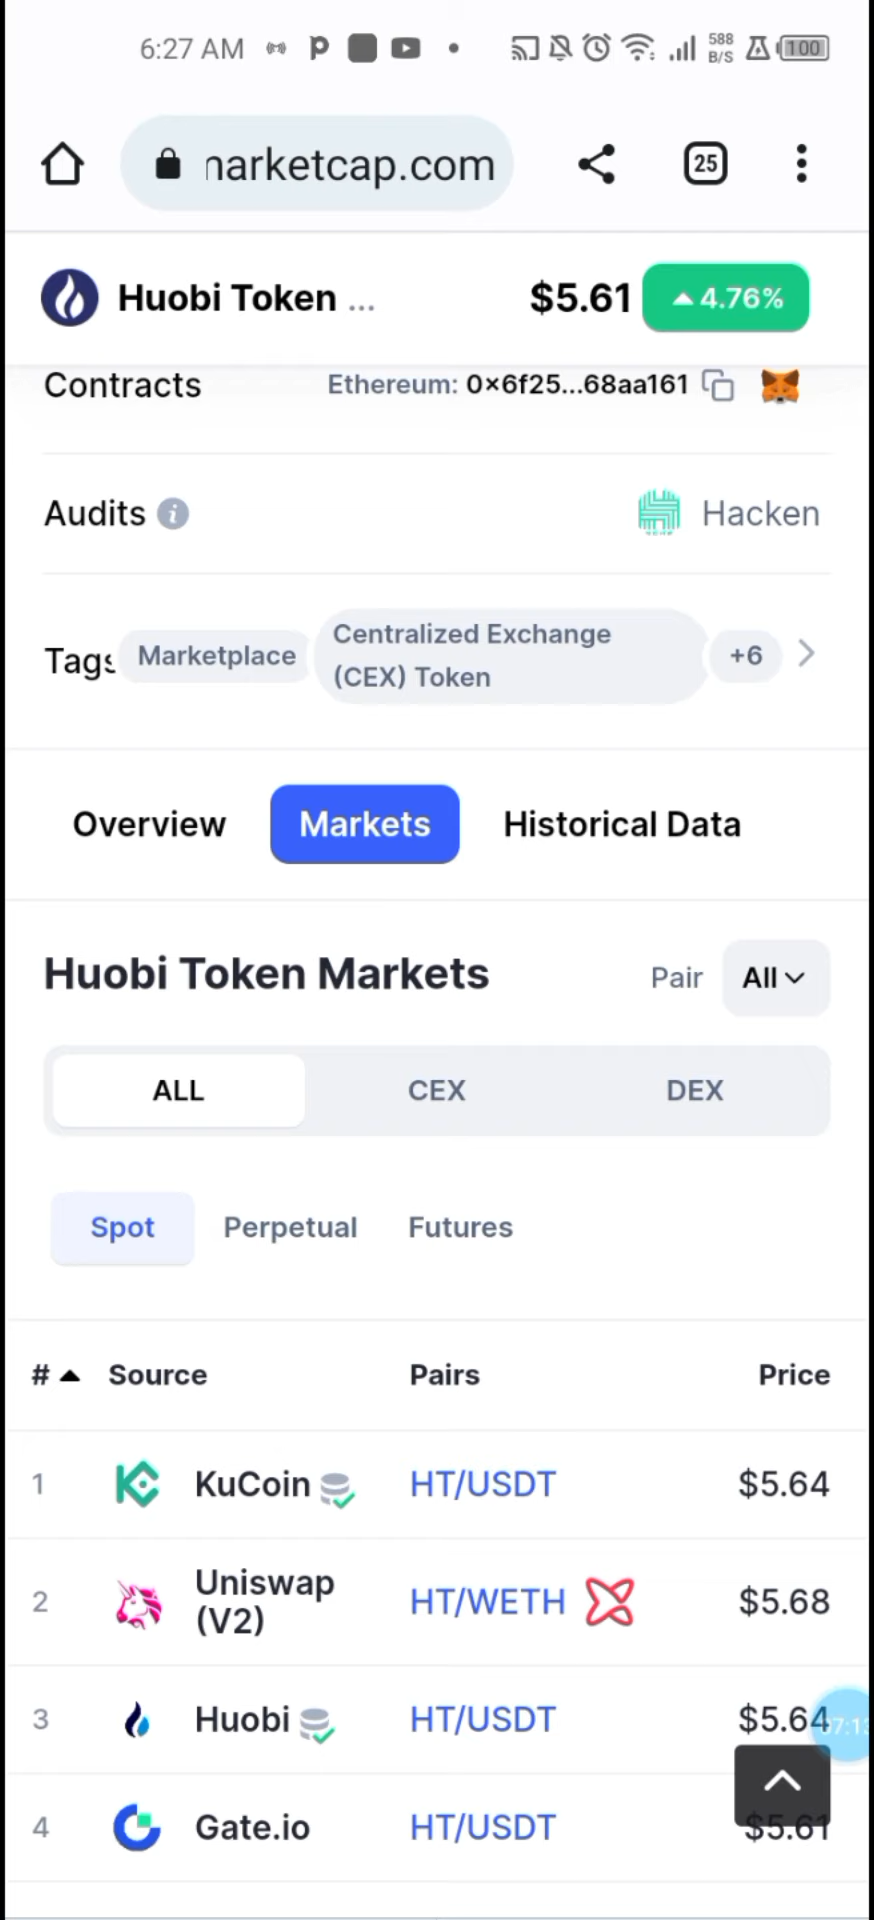 6:27 AM 588 B/S 100
narketcap.com 25
Huobi Token ... $5.61 4.76%
Contracts Ethereum: 0×6f25...68aa161
Audits Hacken
Tags Marketplace Centralized Exchange (CEX) Token +6
Overview Markets Historical Data
Huobi Token Markets Pair All
ALL CEX DEX
Spot Perpetual Futures
# Source Pairs Price
1 KuCoin HT/USDT $5.64
2 Uniswap (V2) HT/WETH $5.68
3 Huobi HT/USDT $5.64
4 Gate.io HT/USDT $5.61